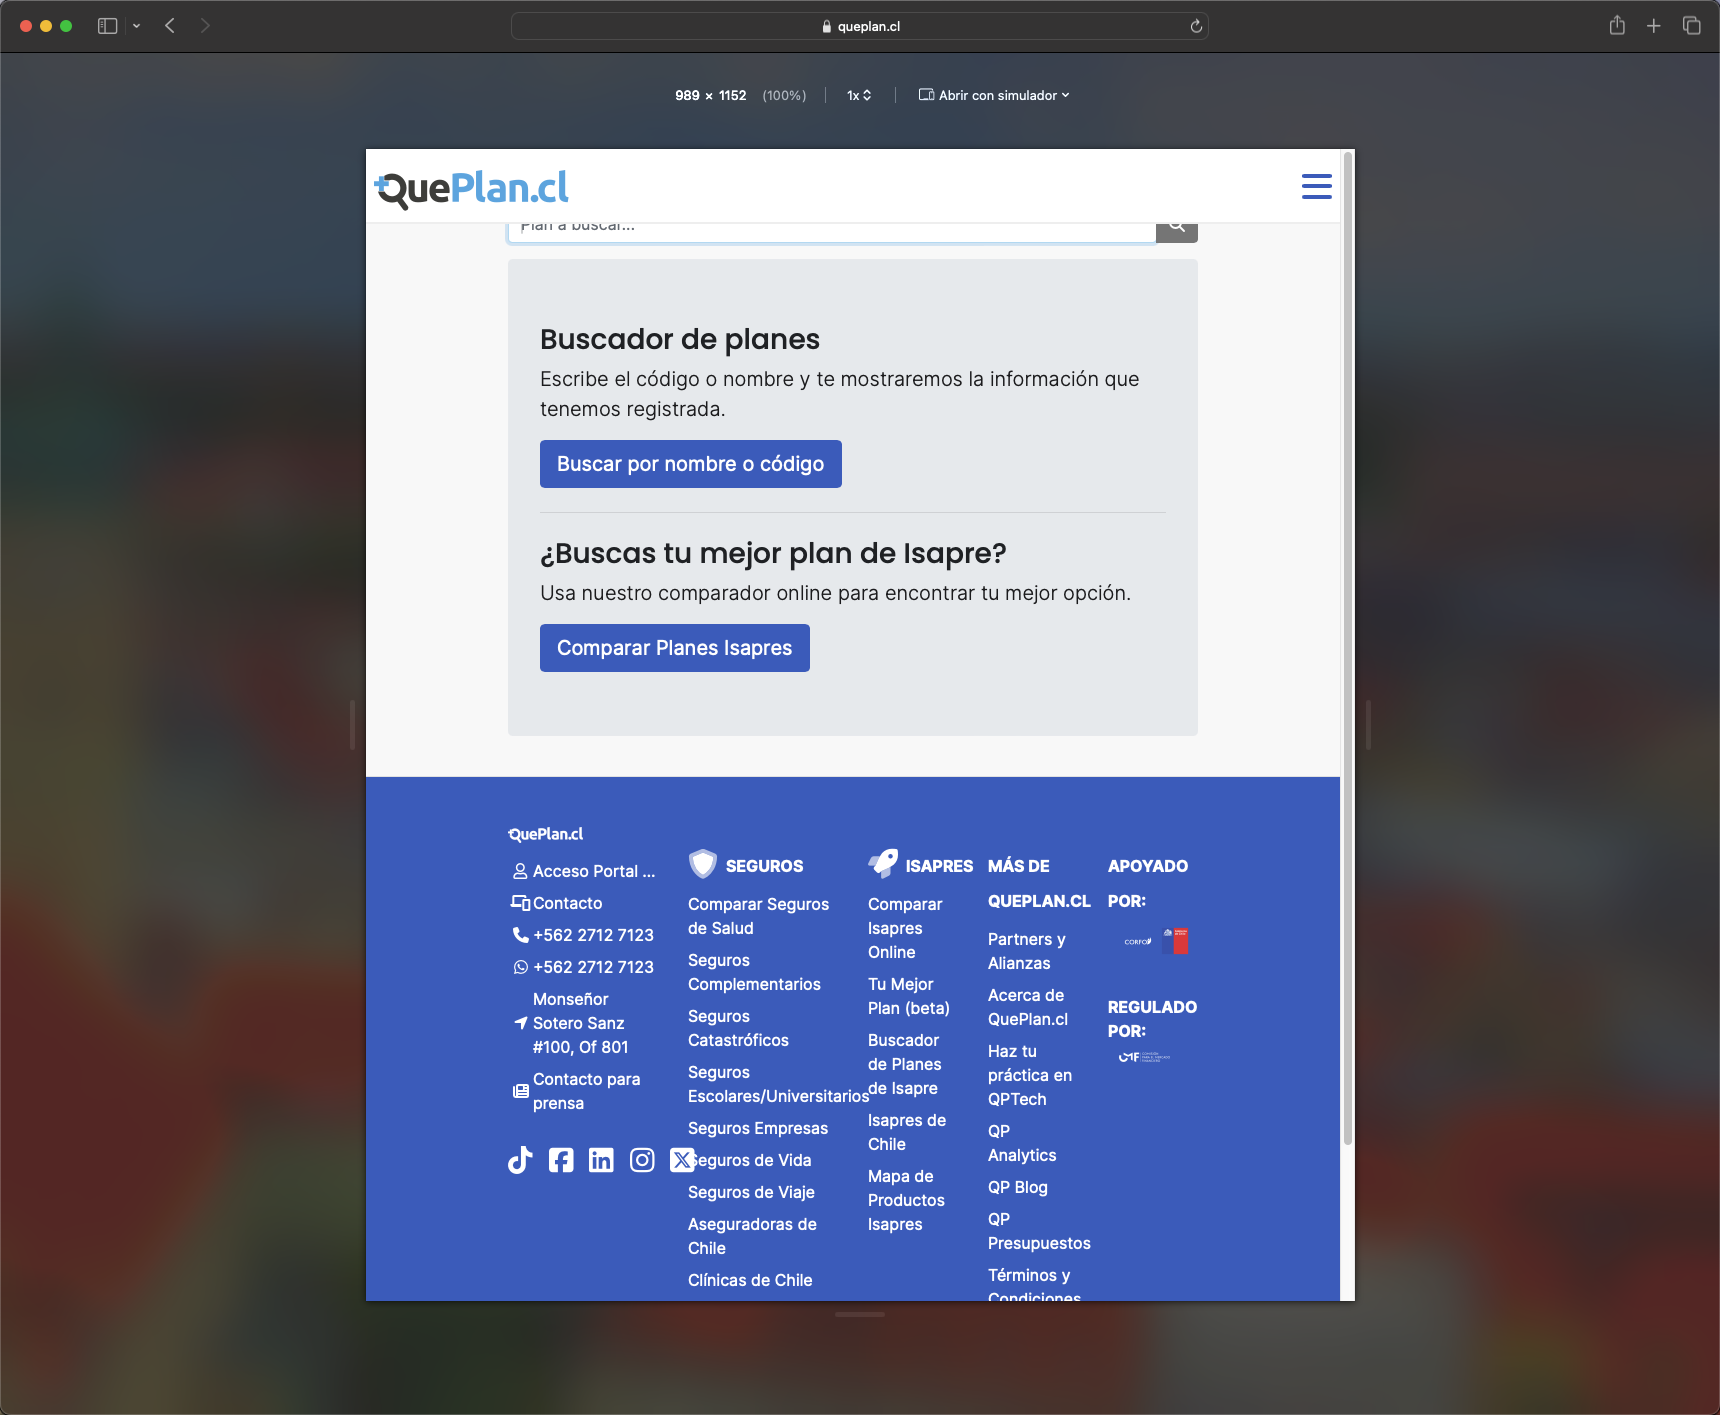 queplan.cl
989 × 1152 (100%) 1x Abrir con simulador
QuePlan.cl
Plan a buscar...
Buscador de planes
Escribe el código o nombre y te mostraremos la información que
tenemos registrada.
Buscar por nombre o código
¿Buscas tu mejor plan de Isapre?
Usa nuestro comparador online para encontrar tu mejor opción.
Comparar Planes Isapres
QuePlan.cl
Acceso Portal ...
Contacto
+562 2712 7123
+562 2712 7123
Monseñor
Sotero Sanz
#100, Of 801
Contacto para
prensa
SEGUROS
Comparar Seguros
de Salud
Seguros
Complementarios
Seguros
Catastróficos
Seguros
Escolares/Universitarios
Seguros Empresas
Seguros de Vida
Seguros de Viaje
Aseguradoras de
Chile
Clínicas de Chile
ISAPRES
Comparar
Isapres
Online
Tu Mejor
Plan (beta)
Buscador
de Planes
de Isapre
Isapres de
Chile
Mapa de
Productos
Isapres
MÁS DE
QUEPLAN.CL
Partners y
Alianzas
Acerca de
QuePlan.cl
Haz tu
práctica en
QPTech
QP
Analytics
QP Blog
QP
Presupuestos
Términos y
Condiciones
APOYADO
POR:
CORFO
REGULADO
POR:
CMF